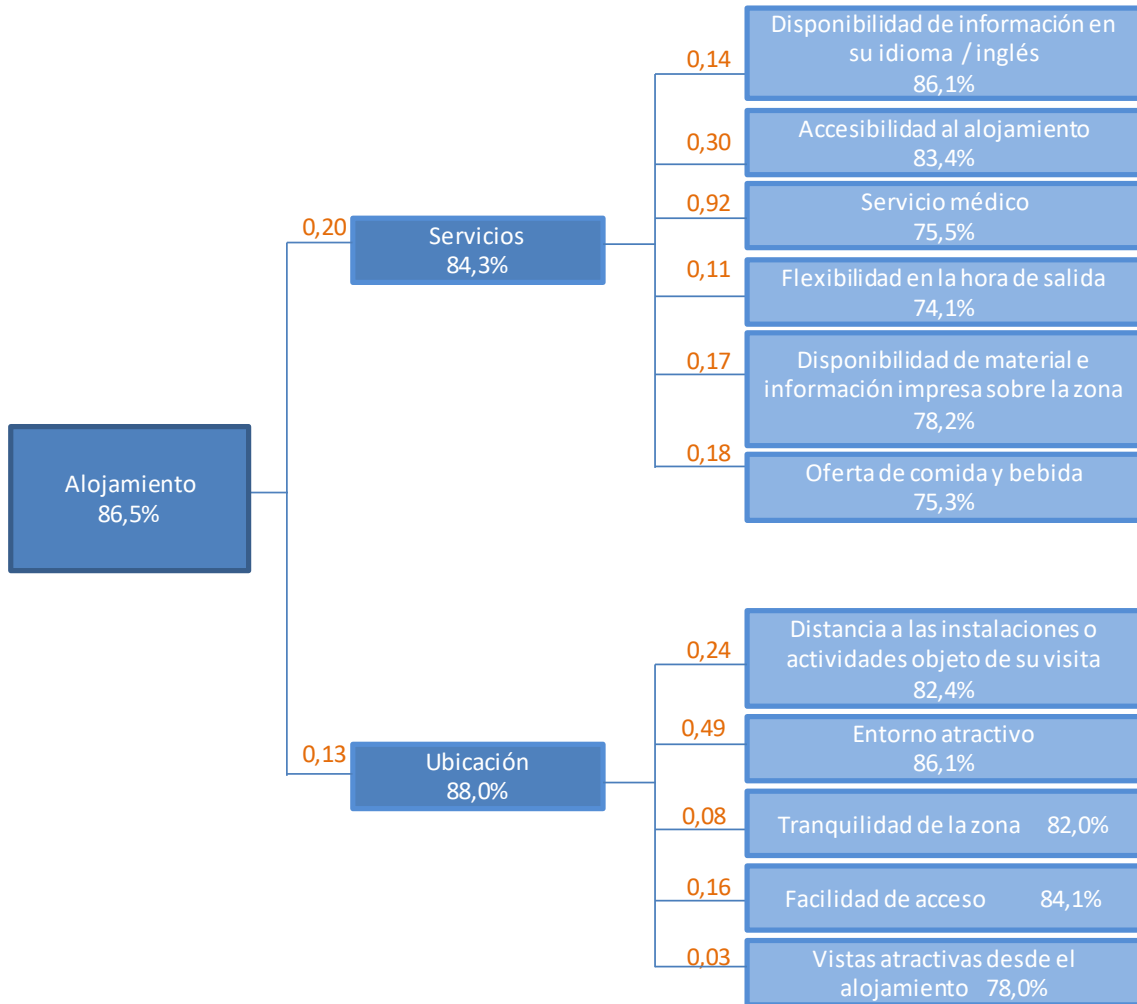 Disponibilidad de información en
su idioma / inglés
86,1%
0,14
Accesibilidad al alojamiento
83,4%
0,30
Servicio médico
75,5%
0,92
0,20
Servicios
84,3%
Flexibilidad en la hora de salida
74,1%
0,11
Disponibilidad de material e
información impresa sobre la zona
78,2%
0,17
Oferta de comida y bebida
75,3%
0,18
Alojamiento
86,5%
Distancia a las instalaciones o
actividades objeto de su visita
82,4%
0,24
Entorno atractivo
86,1%
0,49
0,13
Ubicación
88,0%
Tranquilidad de la zona 82,0%
0,08
Facilidad de acceso 84,1%
0,16
Vistas atractivas desde el
alojamiento 78,0%
0,03